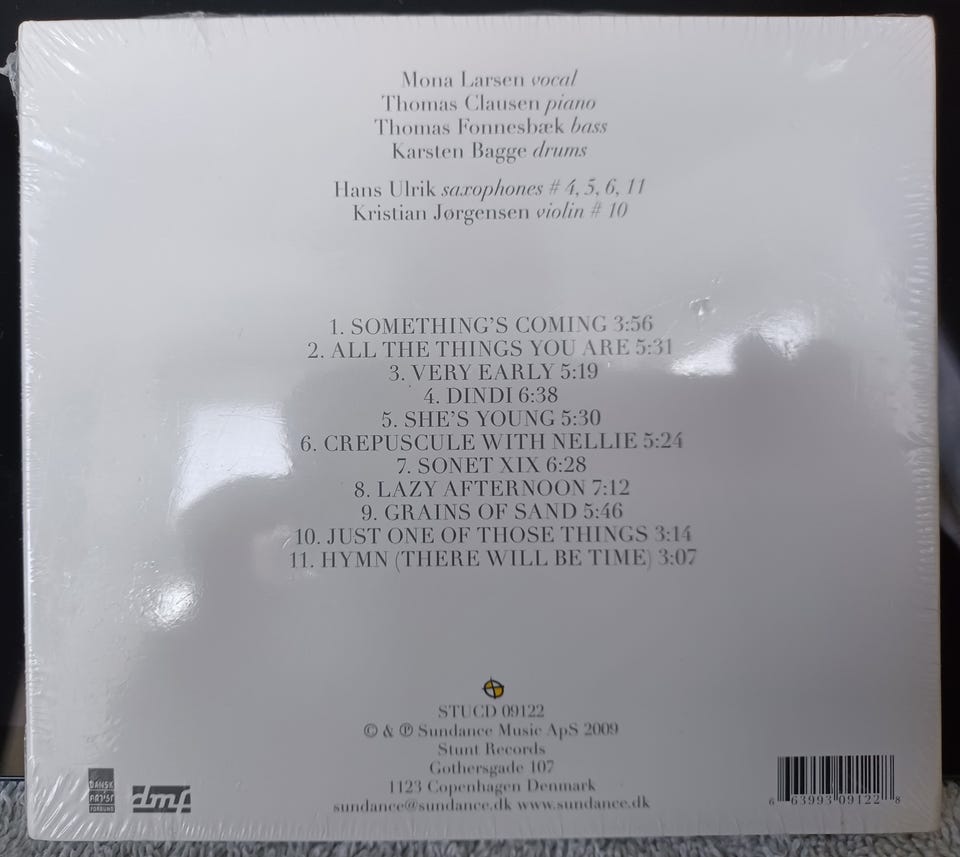 Mona Larsen vocal
Thomas Clausen piano
Thomas Fonnesbæk bass
Karsten Bagge drums
Hans Ulrik saxophones # 4, 5, 6, 11
Kristian Jørgensen violin # 10
1. SOMETHING'S COMING 3:56
2. ALL THE THINGS YOU ARE 5:31
3. VERY EARLY 5:19
4. DINDI 6:38
5. SHE'S YOUNG 5:30
6. CREPUSCULE WITH NELLIE 5:24
7. SONET XIX 6:28
8. LAZY AFTERNOON 7:12
9. GRAINS OF SAND 5:46
10. JUST ONE OF THOSE THINGS 3:14
11. HYMN (THERE WILL BE TIME) 3:07
STUCD 09122
© & ℗ Sundance Music ApS 2009
Stunt Records
Gothersgade 107
1123 Copenhagen Denmark
sundance@sundance.dk www.sundance.dk
DANSK
ARTIST
FORBUND
dmf
6 63993 09122 8